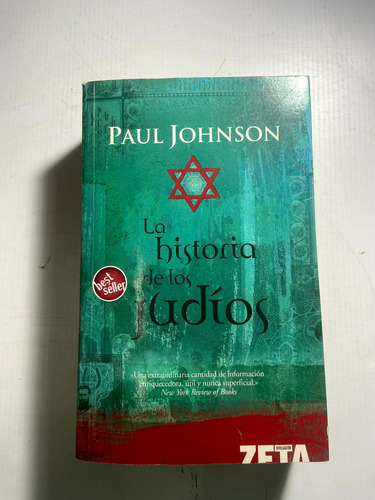 PAUL JOHNSON
La
historia
de los
judíos
best
seller
«Una extraordinaria cantidad de información
enriquecedora, útil y nunca superficial.»
New York Review of Books
ZETA